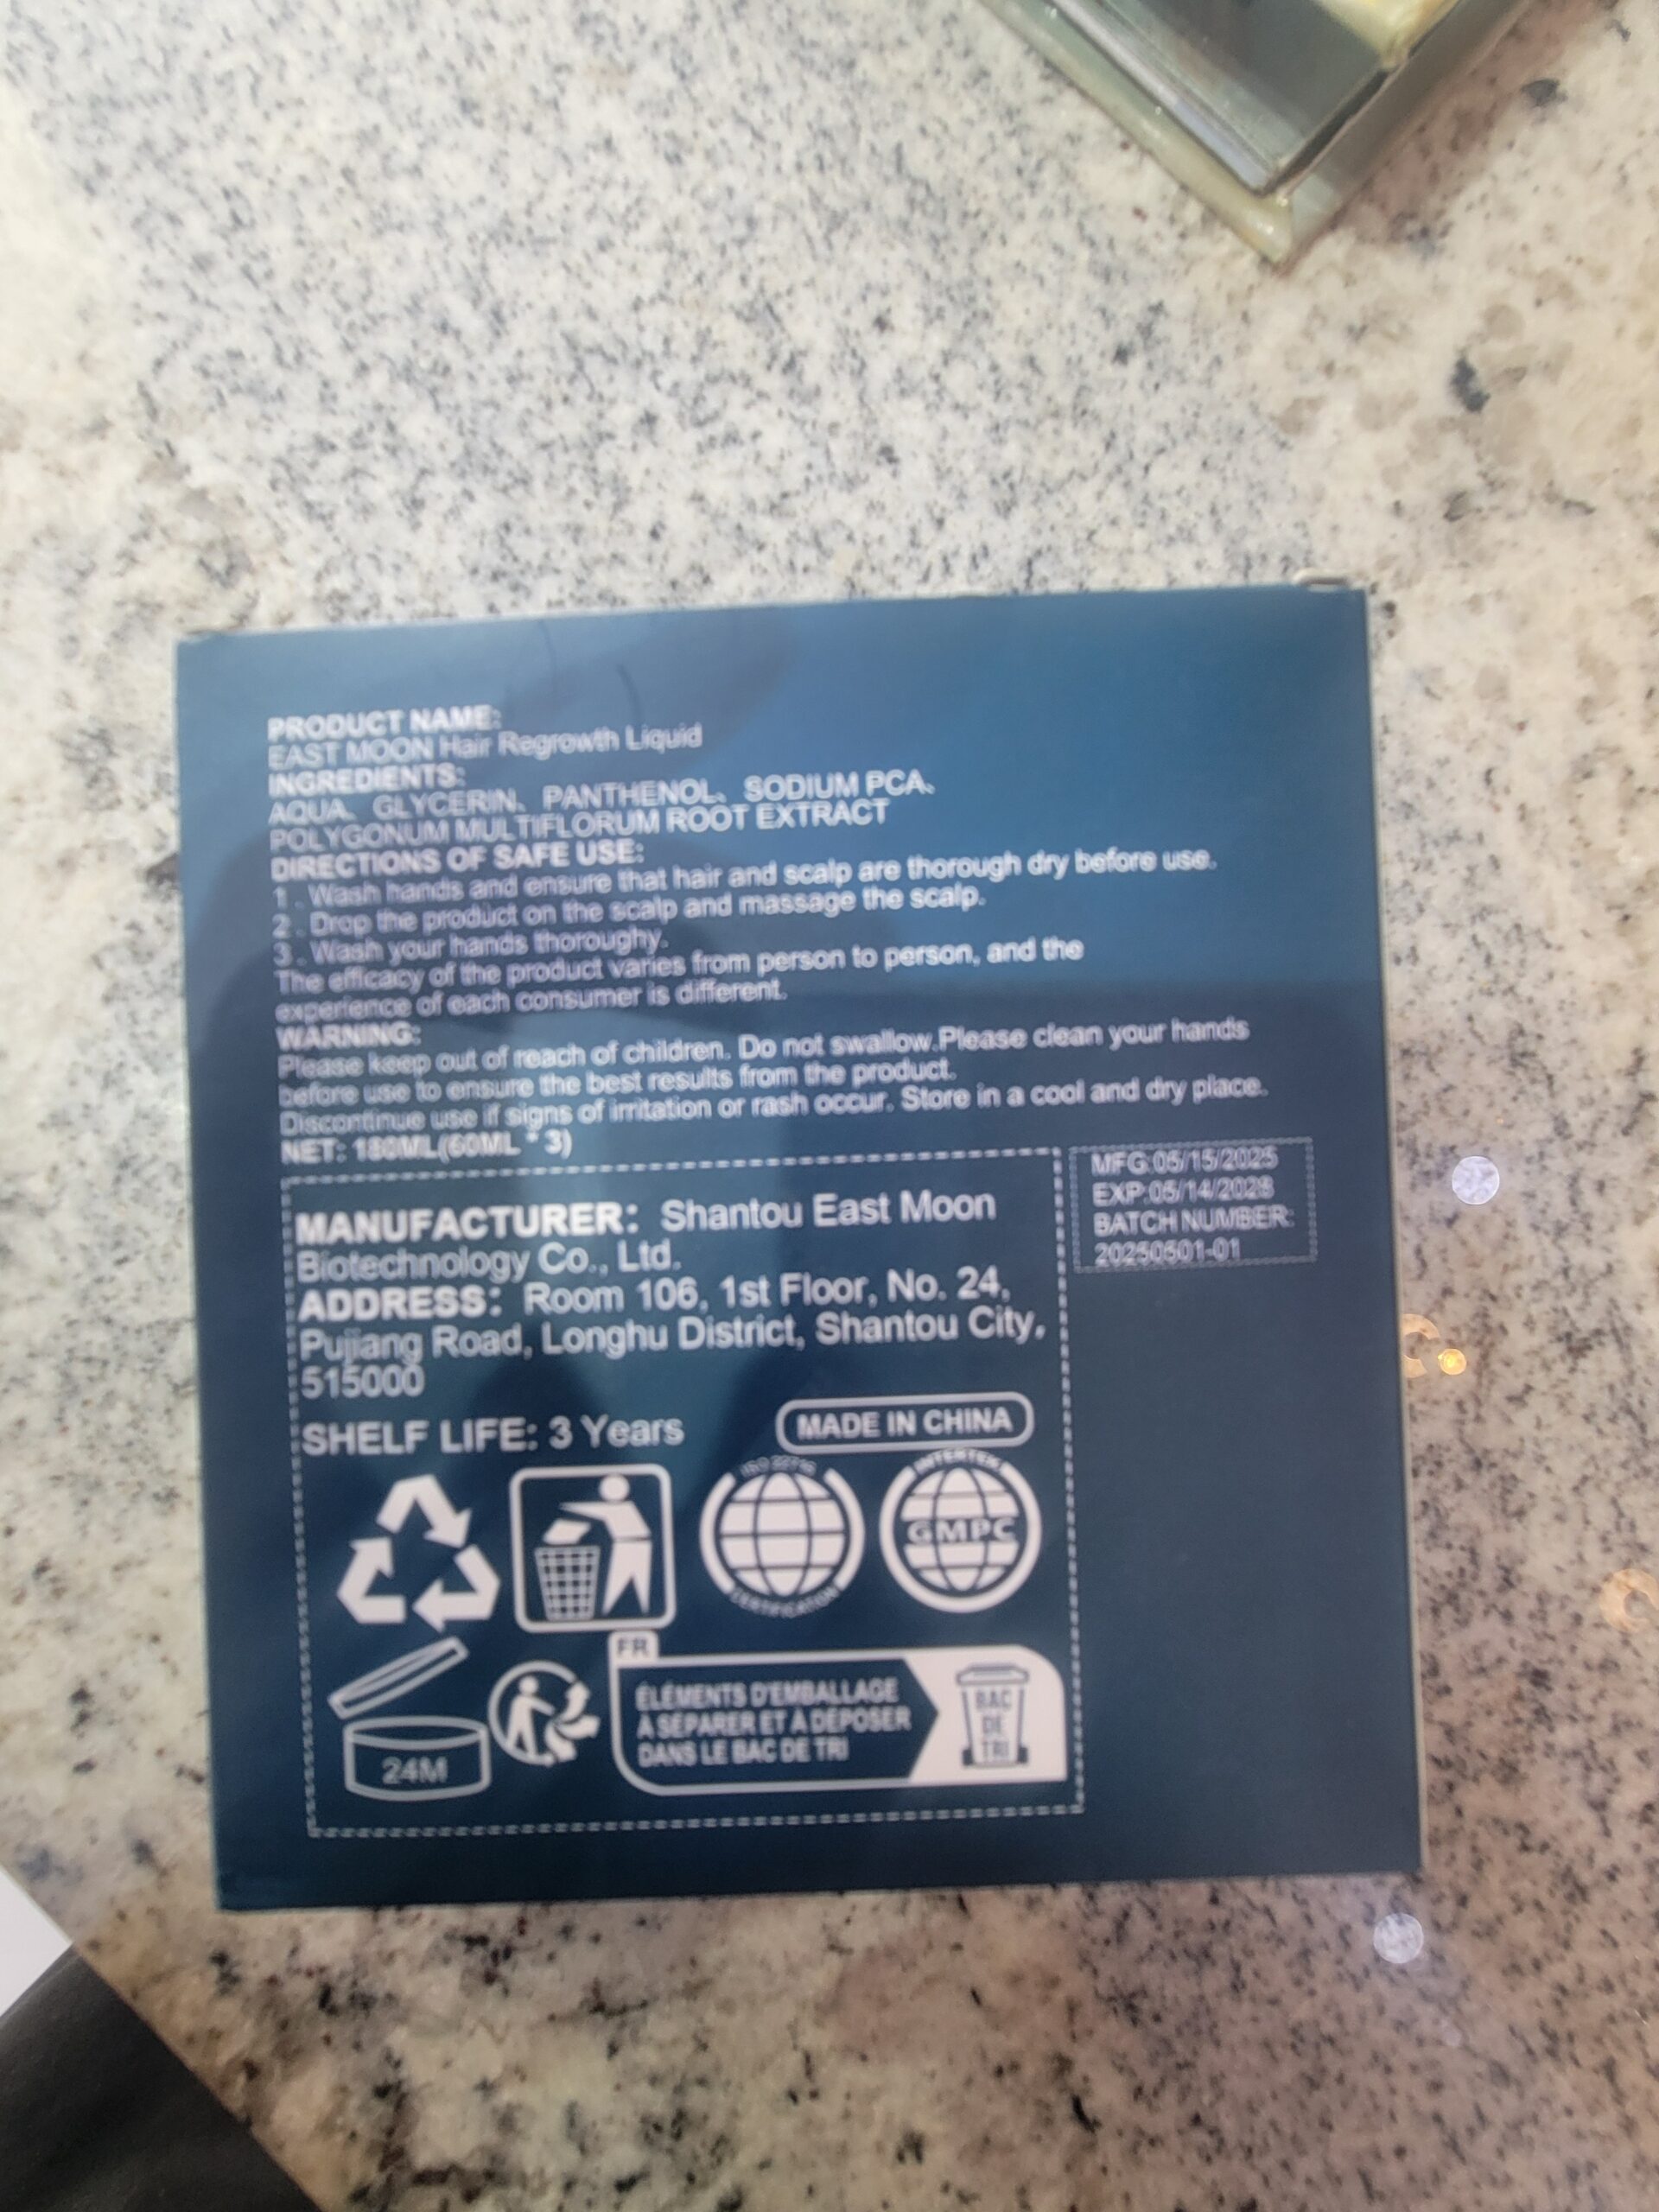 PRODUCT NAME:
EAST MOON Hair Regrowth Liquid
INGREDIENTS:
AQUA、GLYCERIN、PANTHENOL、SODIUM PCA、
POLYGONUM MULTIFLORUM ROOT EXTRACT
DIRECTIONS OF SAFE USE:
1 . Wash hands and ensure that hair and scalp are thorough dry before use.
2 . Drop the product on the scalp and massage the scalp.
3 . Wash your hands thoroughy.
The efficacy of the product varies from person to person, and the
experience of each consumer is different.
WARNING:
Please keep out of reach of children. Do not swallow.Please clean your hands
before use to ensure the best results from the product.
Discontinue use if signs of irritation or rash occur. Store in a cool and dry place.
NET: 180ML(60ML * 3)
MFG:05/15/2025
EXP:05/14/2028
BATCH NUMBER:
20250501-01
MANUFACTURER: Shantou East Moon
Biotechnology Co., Ltd.
ADDRESS: Room 106, 1st Floor, No. 24,
Pujiang Road, Longhu District, Shantou City,
515000
SHELF LIFE: 3 Years
MADE IN CHINA
ISO 22716
CERTIFICATION
INTERTEK
GMPC
24M
FR
ÉLÉMENTS D'EMBALLAGE
À SÉPARER ET À DÉPOSER
DANS LE BAC DE TRI
BAC
DE
TRI